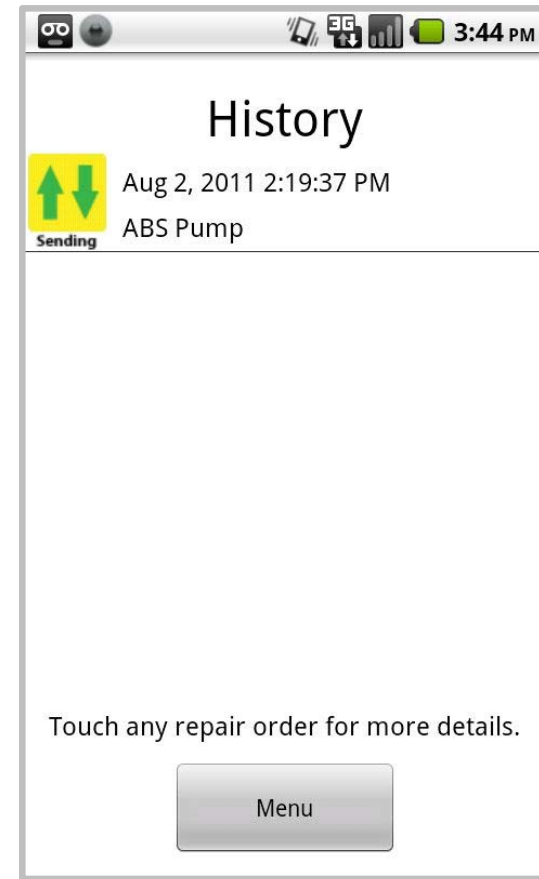 3G 3:44 PM
History
Aug 2, 2011 2:19:37 PM
Sending
ABS Pump
Touch any repair order for more details.
Menu